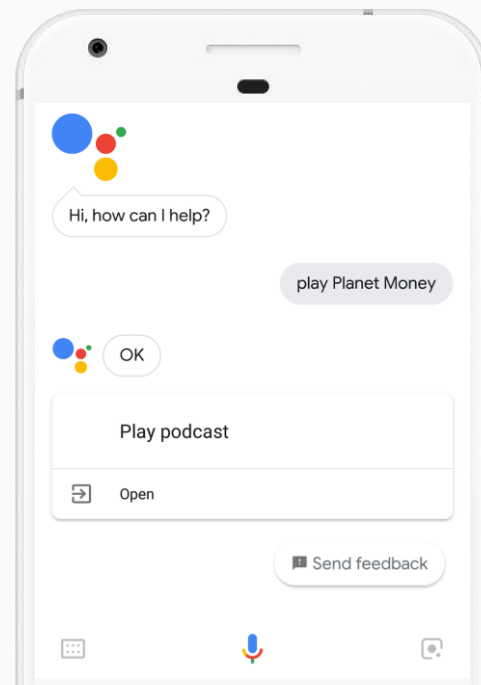 Hi, how can I help?
play Planet Money
OK
Play podcast
Open
Send feedback